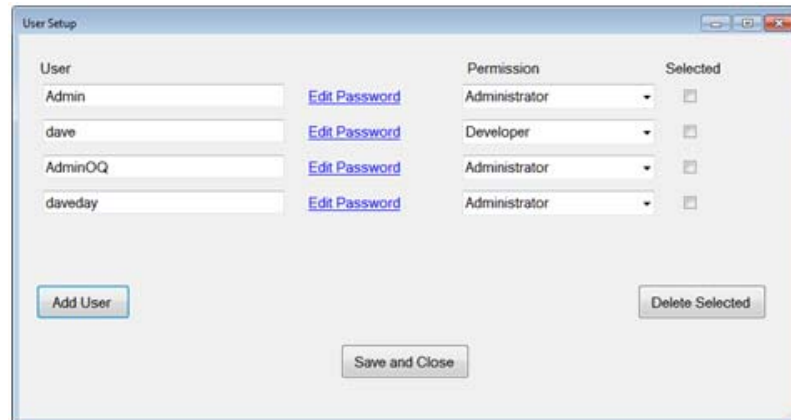 User Setup
User Permission Selected
Admin Edit Password Administrator
dave Edit Password Developer
AdminOQ Edit Password Administrator
daveday Edit Password Administrator
Add User Delete Selected
Save and Close